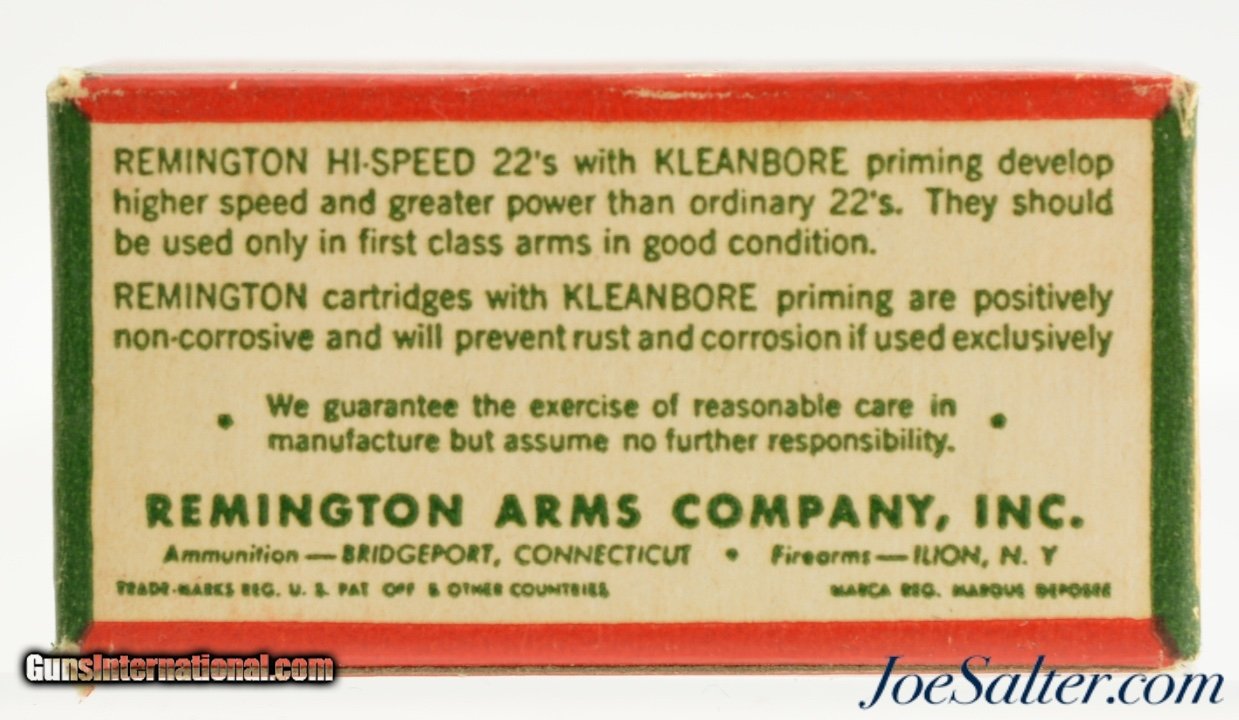 REMINGTON HI-SPEED 22's with KLEANBORE priming develop
higher speed and greater power than ordinary 22's. They should
be used only in first class arms in good condition.
REMINGTON cartridges with KLEANBORE priming are positively
non-corrosive and will prevent rust and corrosion if used exclusively
• We guarantee the exercise of reasonable care in •
manufacture but assume no further responsibility.
REMINGTON ARMS COMPANY, INC.
Ammunition — BRIDGEPORT, CONNECTICUT • Firearms — ILION, N. Y
TRADE-MARKS REG. U. S. PAT OFF & OTHER COUNTRIES MARCA REG. MARQUE DEPOSEE
GunsInternational.com
JoeSalter.com